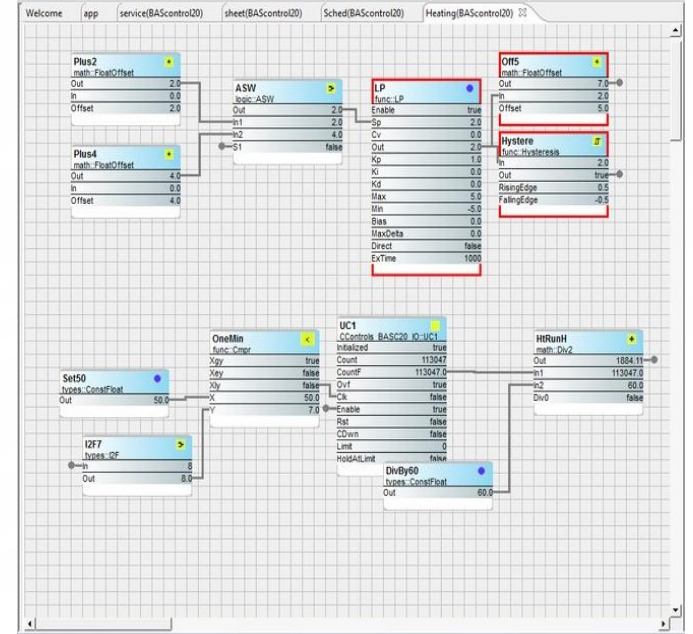 Welcome app service(BAScontrol20) sheet(BAScontrol20) Sched(BAScontrol20) Heating(BAScontrol20)
Plus2
math::FloatOffset
Out 2.0
In 0.0
Offset 2.0
Plus4
math::FloatOffset
Out 4.0
In 0.0
Offset 4.0
ASW
logic::ASW
Out 2.0
In1 2.0
In2 4.0
S1 false
LP
func::LP
Enable true
Sp 2.0
Cv 0.0
Out 2.0
Kp 1.0
Ki 0.0
Kd 0.0
Max 5.0
Min -5.0
Bias 0.0
MaxDelta 0.0
Direct false
ExTime 1000
Off5
math::FloatOffset
Out 7.0
In 2.0
Offset 5.0
Hystere
func::Hysteresis
In 2.0
Out true
RisingEdge 0.5
FallingEdge -0.5
Set50
types::ConstFloat
Out 50.0
I2F7
types::I2F
In 8
Out 8.0
OneMin
func::Cmpr
Xgy true
Xey false
Xly false
X 50.0
Y 7.0
UC1
CControls_BASC20_IO::UC1
Initialized true
Count 113047
CountF 113047.0
Ovf true
Clk false
Enable true
Rst false
CDwn false
Limit 0
HoldAtLimit false
DivBy60
types::ConstFloat
Out 60.0
HtRunH
math::Div2
Out 1884.11
In1 113047.0
In2 60.0
Div0 false